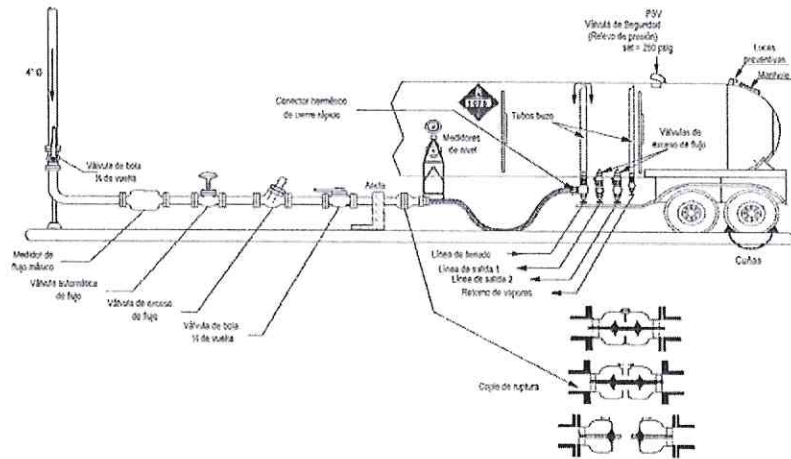 PSV
Válvula de Seguridad
(Relevo de presión)
set = 250 psig
Luces
preventivas
Manhole
4" Ø
Conector hermético
de cierre rápido
1075
Medidores
de nivel
Tubos buzo
Válvulas de
exceso de flujo
Válvula de bola
¼ de vuelta
Ancla
Medidor de
flujo másico
Válvula automática
de flujo
Válvula de exceso
de flujo
Válvula de bola
¼ de vuelta
Línea de llenado
Línea de salida 1
Línea de salida 2
Retorno de vapores
Cuñas
Cople de ruptura